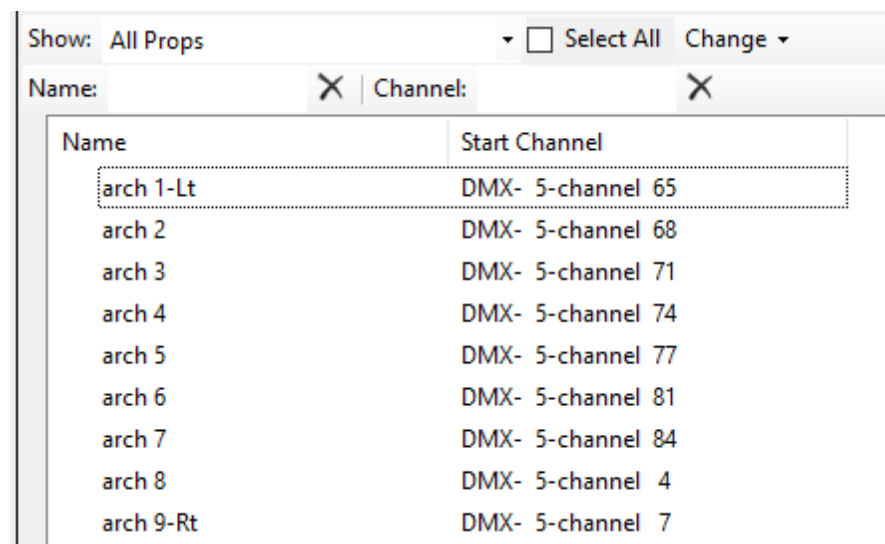 Show: All Props Select All Change
Name: Channel:
Name Start Channel
arch 1-Lt DMX- 5-channel 65
arch 2 DMX- 5-channel 68
arch 3 DMX- 5-channel 71
arch 4 DMX- 5-channel 74
arch 5 DMX- 5-channel 77
arch 6 DMX- 5-channel 81
arch 7 DMX- 5-channel 84
arch 8 DMX- 5-channel 4
arch 9-Rt DMX- 5-channel 7